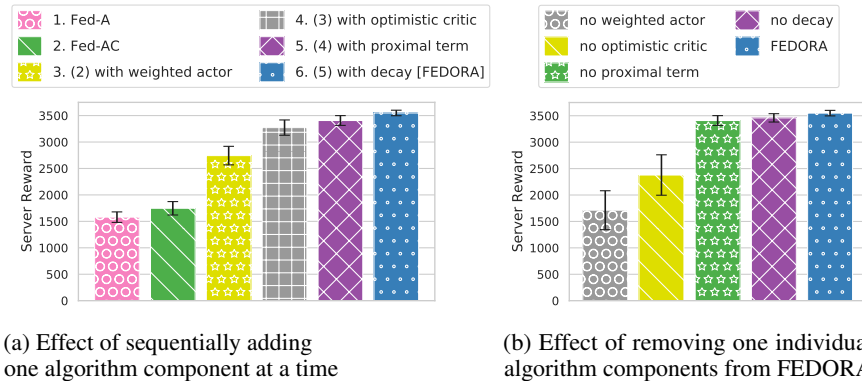 1. Fed-A
2. Fed-AC
3. (2) with weighted actor
4. (3) with optimistic critic
5. (4) with proximal term
6. (5) with decay [FEDORA]
Server Reward
3500
3000
2500
2000
1500
1000
500
0
(a) Effect of sequentially adding
one algorithm component at a time
no weighted actor
no optimistic critic
no proximal term
no decay
FEDORA
Server Reward
3500
3000
2500
2000
1500
1000
500
0
(b) Effect of removing one individua
algorithm components from FEDORA